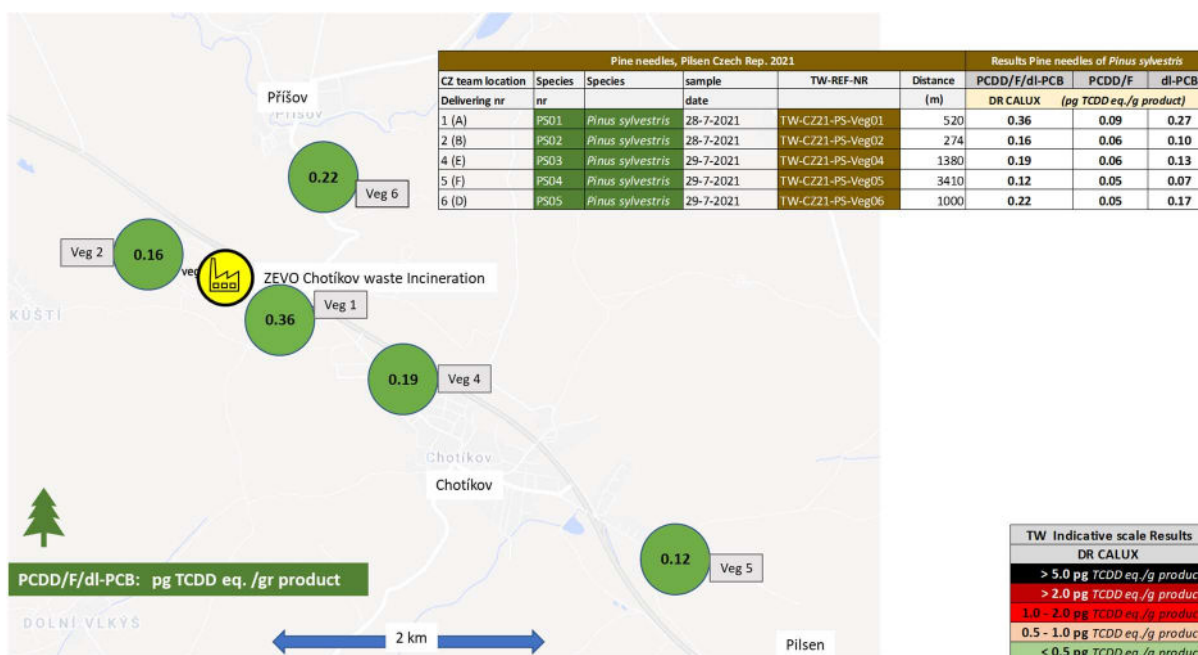 Pine needles, Pilsen Czech Rep. 2021 Results Pine needles of Pinus sylvestris
CZ team location Species Species sample TW-REF-NR Distance PCDD/F/dl-PCB PCDD/F dl-PCB
Delivering nr nr date (m) DR CALUX (pg TCDD eq./g product)
1 (A) PS01 Pinus sylvestris 28-7-2021 TW-CZ21-PS-Veg01 520 0.36 0.09 0.27
2 (B) PS02 Pinus sylvestris 28-7-2021 TW-CZ21-PS-Veg02 274 0.16 0.06 0.10
4 (E) PS03 Pinus sylvestris 29-7-2021 TW-CZ21-PS-Veg04 1380 0.19 0.06 0.13
5 (F) PS04 Pinus sylvestris 29-7-2021 TW-CZ21-PS-Veg05 3410 0.12 0.05 0.07
6 (D) PS05 Pinus sylvestris 29-7-2021 TW-CZ21-PS-Veg06 1000 0.22 0.05 0.17
Příšov
Příšov
0.22
Veg 6
Veg 2
0.16
veg
ZEVO Chotíkov waste Incineration
Veg 1
0.36
KŮŠTÍ
0.19
Veg 4
Chotíkov
Chotíkov
0.12
Veg 5
PCDD/F/dl-PCB: pg TCDD eq. /gr product
DOLNÍ VLKÝŠ
2 km
Pilsen
TW Indicative scale Results
DR CALUX
> 5.0 pg TCDD eq./g produc
> 2.0 pg TCDD eq./g produc
1.0 - 2.0 pg TCDD eq./g produc
0.5 - 1.0 pg TCDD eq./g produc
< 0.5 pg TCDD eq./g produc